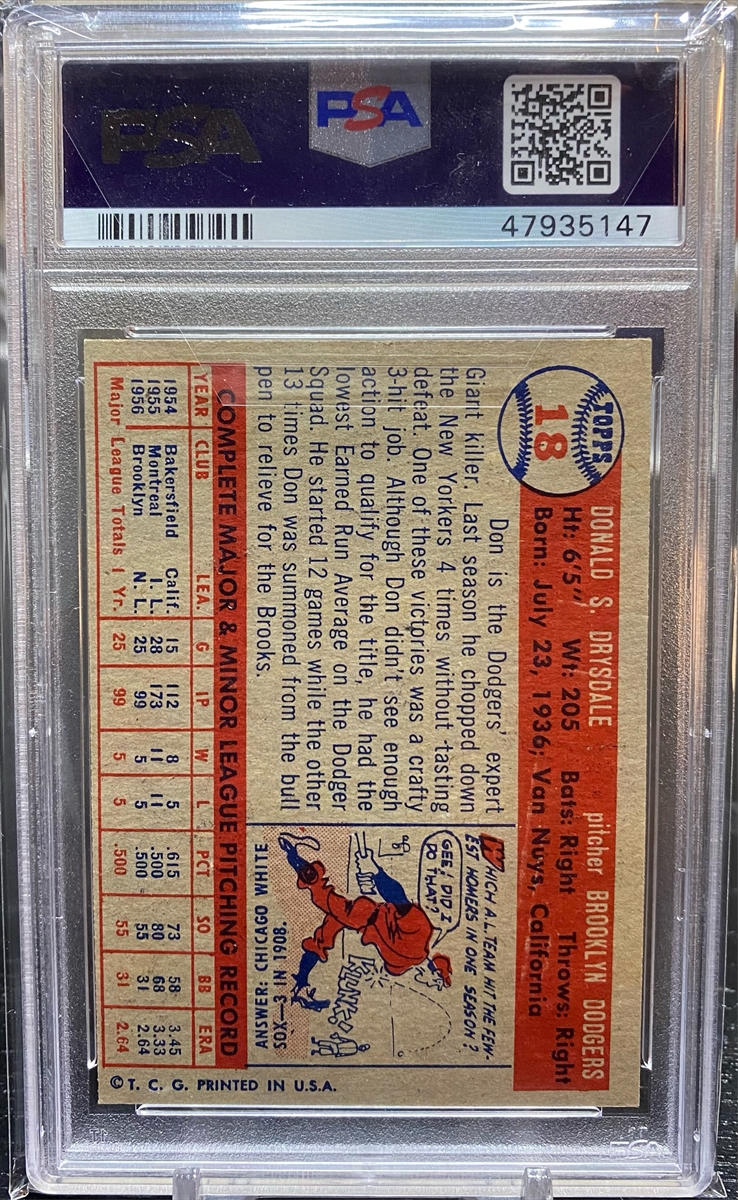 PSA
PSA
47935147
TOPPS
18
DONALD S. DRYSDALE pitcher BROOKLYN DODGERS
Ht: 6'5" Wt: 205 Bats: Right Throws: Right
Born: July 23, 1936; Van Nuys, California
Don is the Dodgers' expert
Giant killer. Last season he chopped down
the New Yorkers 4 times without tasting
defeat. One of these victories was a crafty
3-hit job. Although Don didn't see enough
action to qualify for the title, he had the
lowest Earned Run Average on the Dodger
Squad. He started 12 games while the other
13 times Don was summoned from the bull
pen to relieve for the Brooks.
WHICH A.L. TEAM HIT THE FEW-
EST HOMERS IN ONE SEASON?
GEE! DID I
DO THAT?
KLUNK!
ANSWER: CHICAGO WHITE
SOX—3 IN 1908.
COMPLETE MAJOR & MINOR LEAGUE PITCHING RECORD
YEAR CLUB LEA. G IP W L PCT SO BB ERA
1954 Bakersfield Calif. 15 112 8 5 .615 73 58 3.45
1955 Montreal I. L. 28 173 11 11 .500 80 68 3.33
1956 Brooklyn N. L. 25 99 5 5 .500 55 31 2.64
Major League Totals 1 Yr. 25 99 5 5 .500 55 31 2.64
© T. C. G. PRINTED IN U.S.A.
PSA